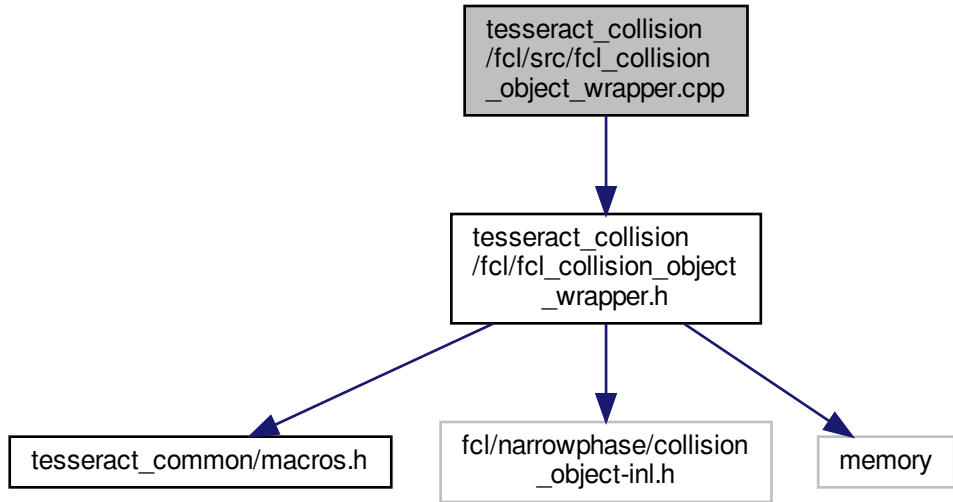 tesseract_collision
/fcl/src/fcl_collision
_object_wrapper.cpp
tesseract_collision
/fcl/fcl_collision_object
_wrapper.h
tesseract_common/macros.h
fcl/narrowphase/collision
_object-inl.h
memory